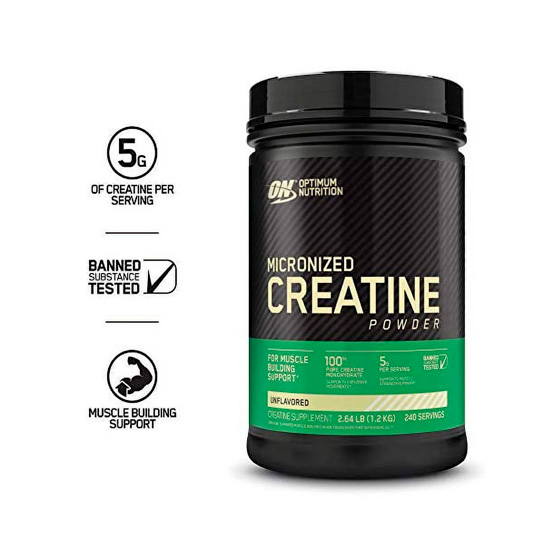 5G
OF CREATINE PER
SERVING
BANNED
SUBSTANCE
TESTED
MUSCLE BUILDING
SUPPORT
ON® OPTIMUM
NUTRITION
MICRONIZED
CREATINE
POWDER
FOR MUSCLE
BUILDING
SUPPORT*
100%
PURE CREATINE
MONOHYDRATE
5g
PER SERVING
BANNED
SUBSTANCE
TESTED
UNFLAVORED
CREATINE SUPPLEMENT 2.64 LB (1.2 KG) 240 SERVINGS